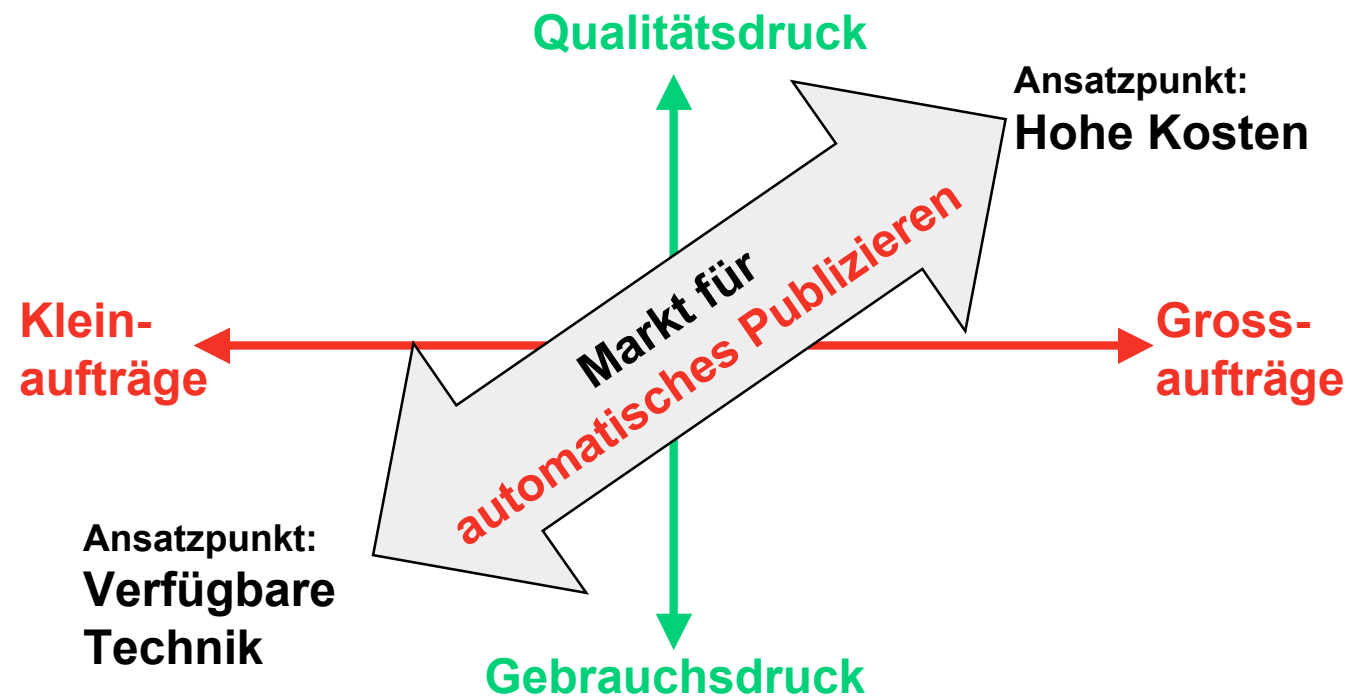 Qualitätsdruck
Ansatzpunkt:
Hohe Kosten
Markt für
automatisches Publizieren
Klein-
aufträge
Gross-
aufträge
Ansatzpunkt:
Verfügbare
Technik
Gebrauchsdruck